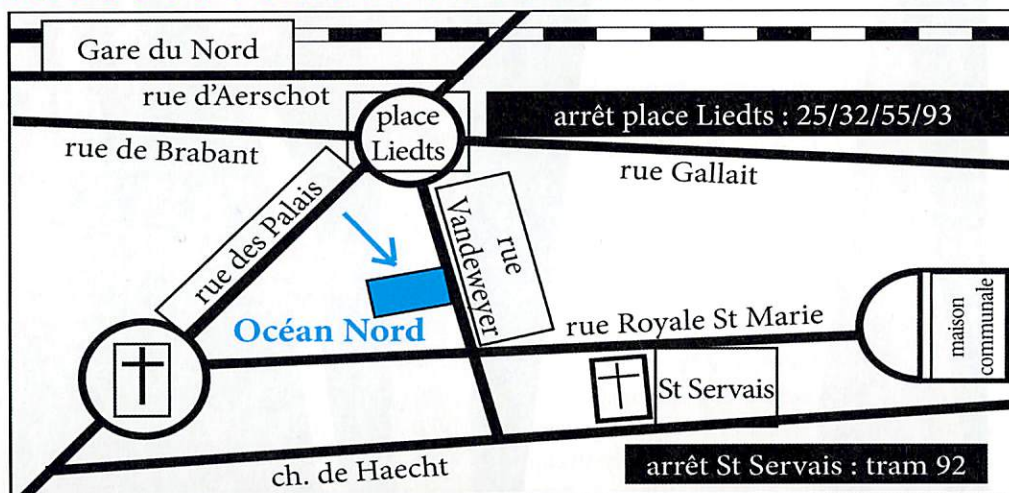 Gare du Nord
rue d'Aerschot
place
Liedts
arrêt place Liedts : 25/32/55/93
rue de Brabant
rue Gallait
rue des Palais
rue
Vandeweyer
Océan Nord
rue Royale St Marie
maison
communale
St Servais
ch. de Haecht
arrêt St Servais : tram 92